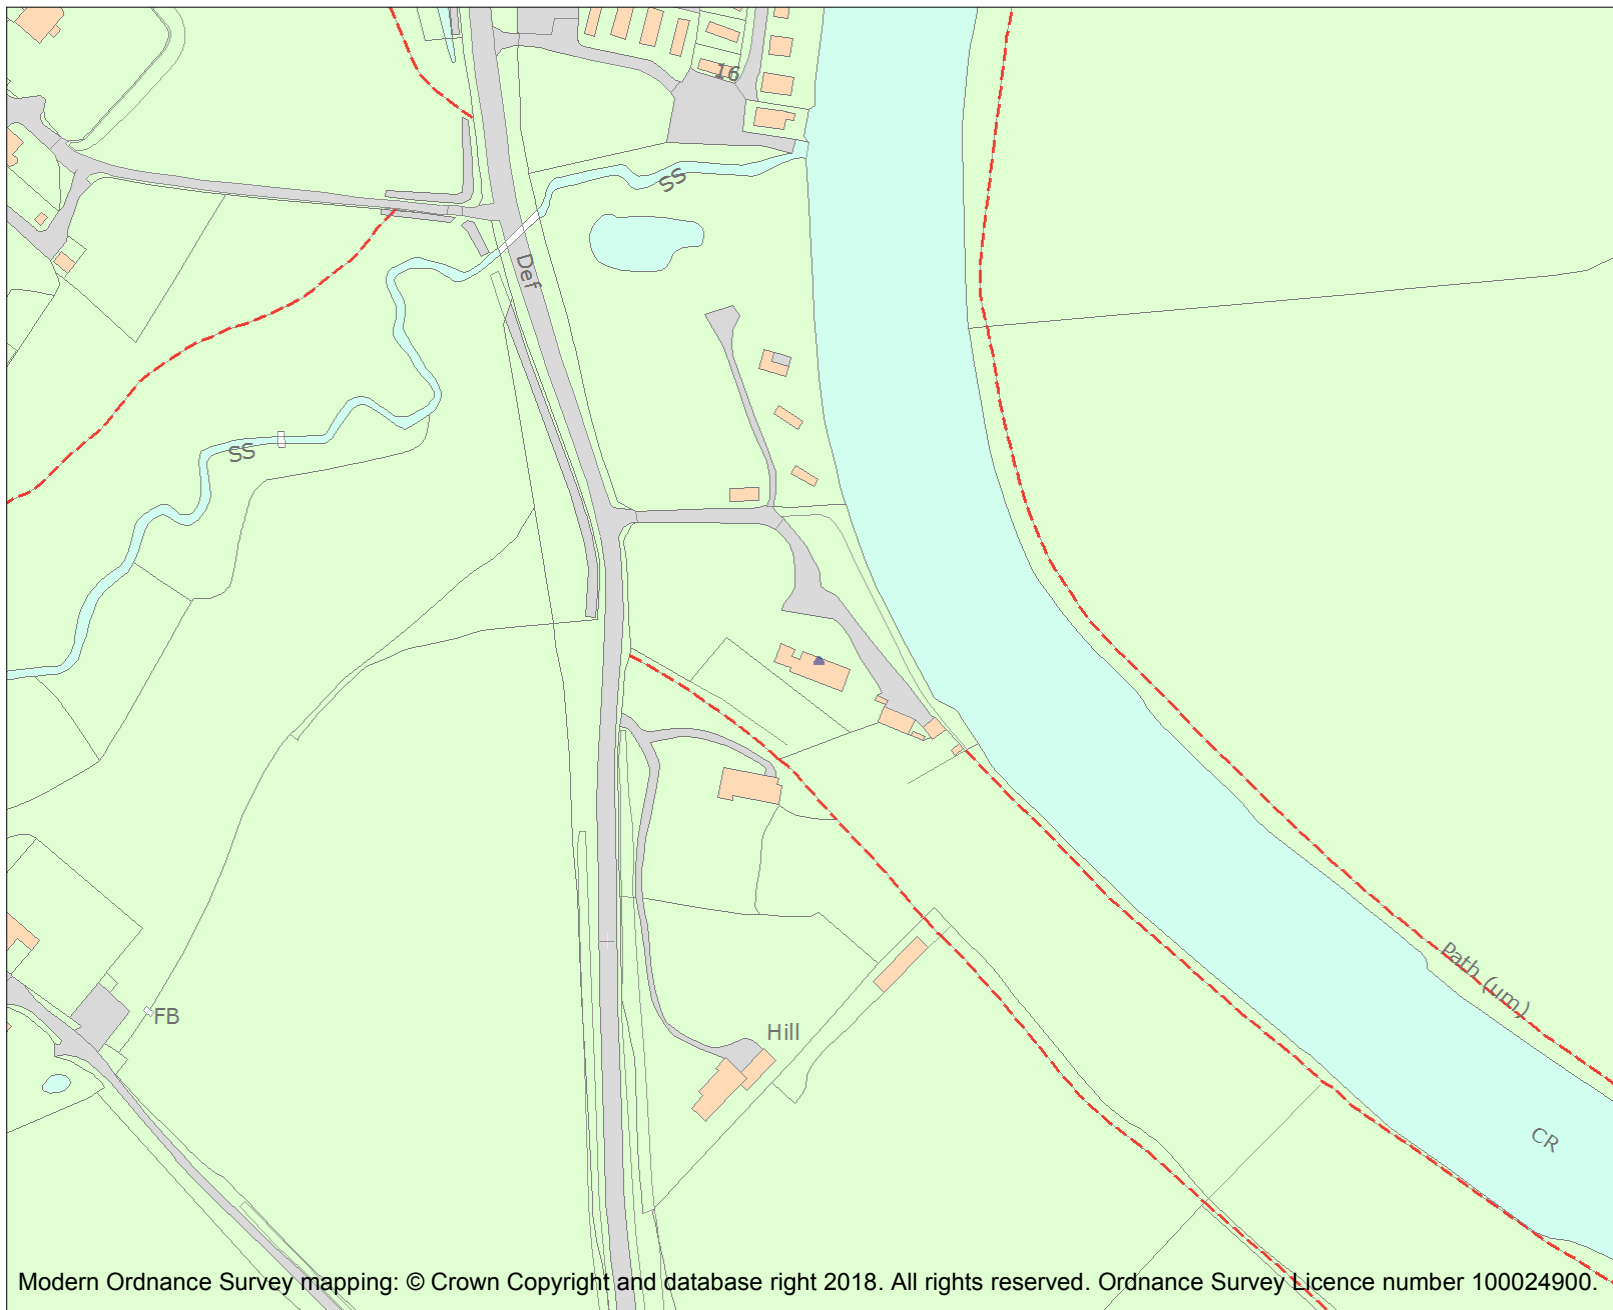 16
SS
Def
SS
Path (um)
FB
Hill
CR
Modern Ordnance Survey mapping: © Crown Copyright and database right 2018. All rights reserved. Ordnance Survey Licence number 100024900.